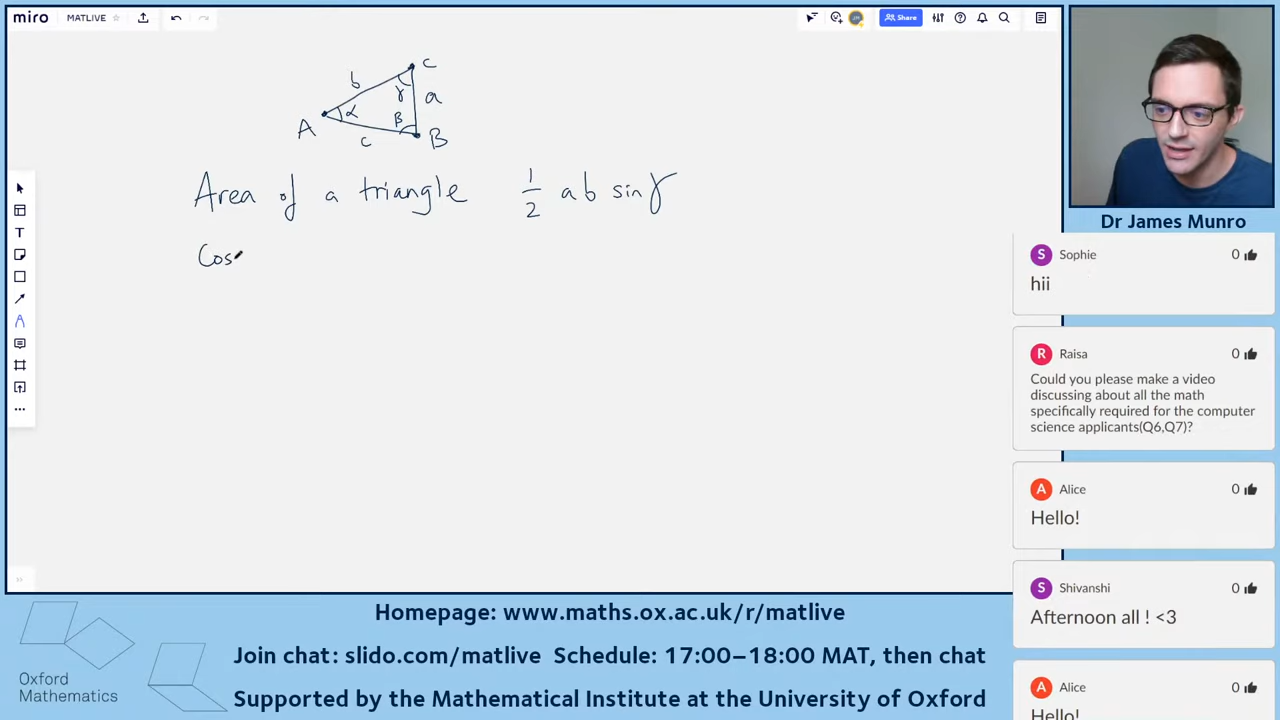 miro
MATLIVE
Share
C
b
γ
a
A
α
β
B
c
Area of a triangle 1/2 ab sin γ
Cos
Dr James Munro
S Sophie 0
hii
R Raisa 0
Could you please make a video
discussing about all the math
specifically required for the computer
science applicants(Q6,Q7)?
A Alice 0
Hello!
S Shivanshi 0
Afternoon all ! <3
A Alice 0
Hello!
Homepage: www.maths.ox.ac.uk/r/matlive
Join chat: slido.com/matlive Schedule: 17:00–18:00 MAT, then chat
Supported by the Mathematical Institute at the University of Oxford
Oxford
Mathematics